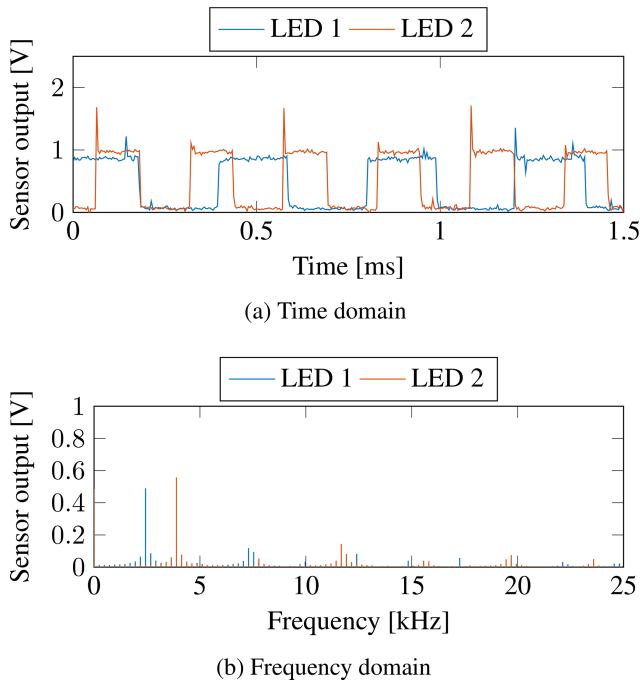 LED 1 LED 2
Sensor output [V]
2
1
0
0 0.5 1 1.5
Time [ms]
(a) Time domain
LED 1 LED 2
Sensor output [V]
1
0.8
0.6
0.4
0.2
0
0 5 10 15 20 25
Frequency [kHz]
(b) Frequency domain